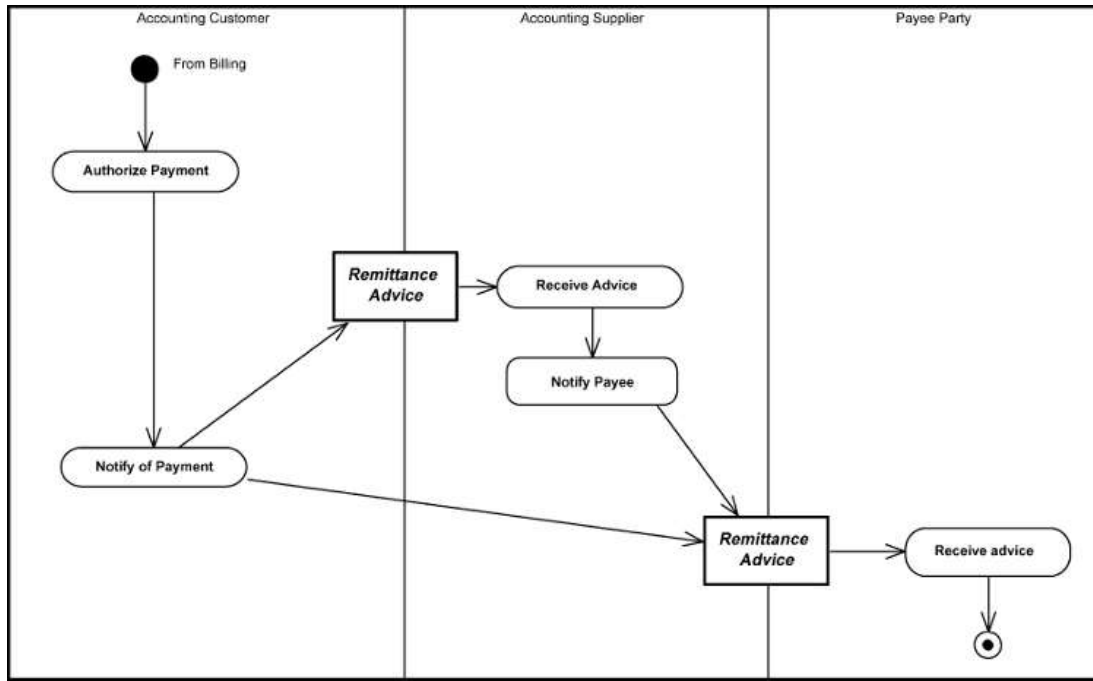 Accounting Customer
Accounting Supplier
Payee Party
From Billing
Authorize Payment
Remittance
Advice
Receive Advice
Notify Payee
Notify of Payment
Remittance
Advice
Receive advice